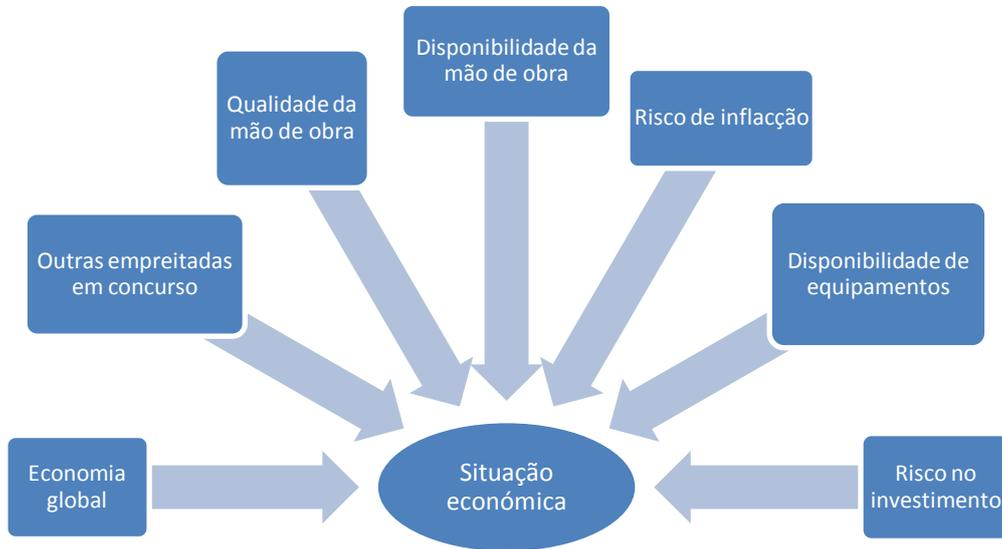 Disponibilidade da
mão de obra
Qualidade da
mão de obra
Risco de inflacção
Outras empreitadas
em concurso
Disponibilidade de
equipamentos
Economia
global
Situação
económica
Risco no
investimento